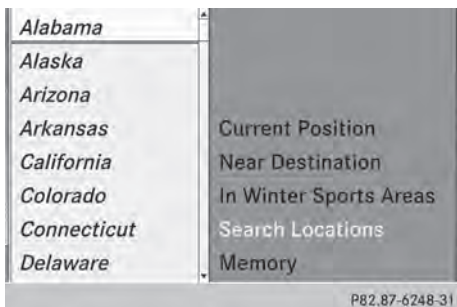 Alabama
Alaska
Arizona
Arkansas
California
Colorado
Connecticut
Delaware
Current Position
Near Destination
In Winter Sports Areas
Search Locations
Memory
P82.87-6248-31